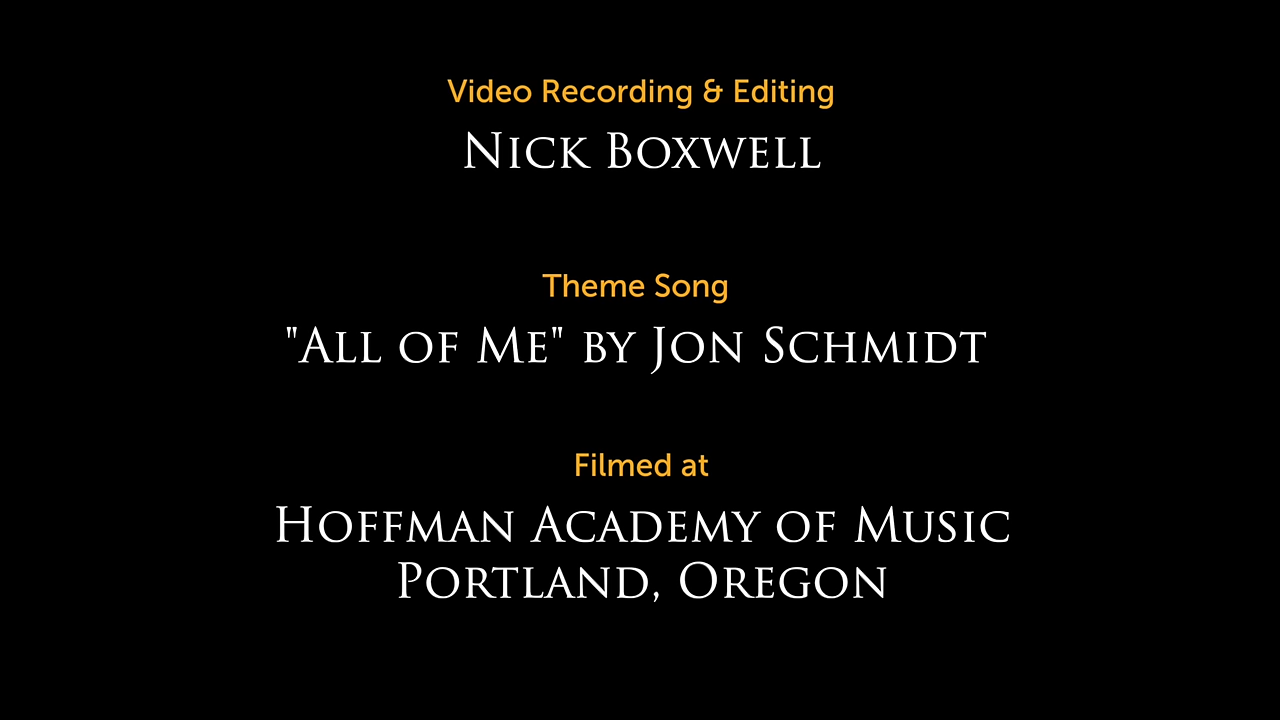 Video Recording & Editing
Nick Boxwell
Theme Song
"All of Me" by Jon Schmidt
Filmed at
Hoffman Academy of Music
Portland, Oregon